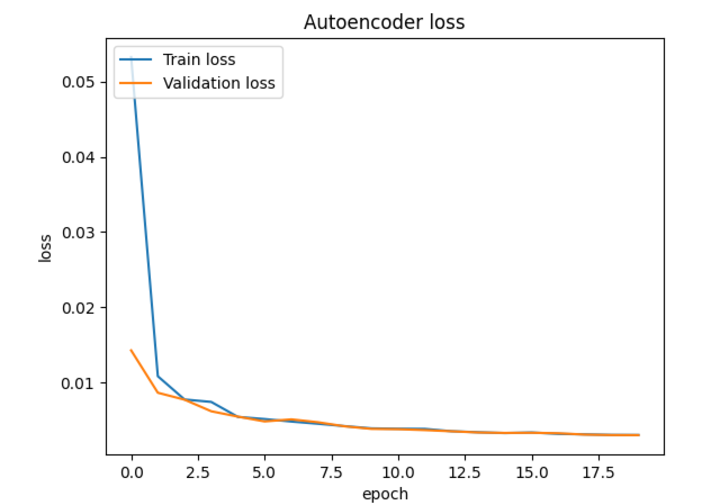 Autoencoder loss
Train loss
Validation loss
0.05
0.04
0.03
0.02
0.01
loss
0.0 2.5 5.0 7.5 10.0 12.5 15.0 17.5
epoch